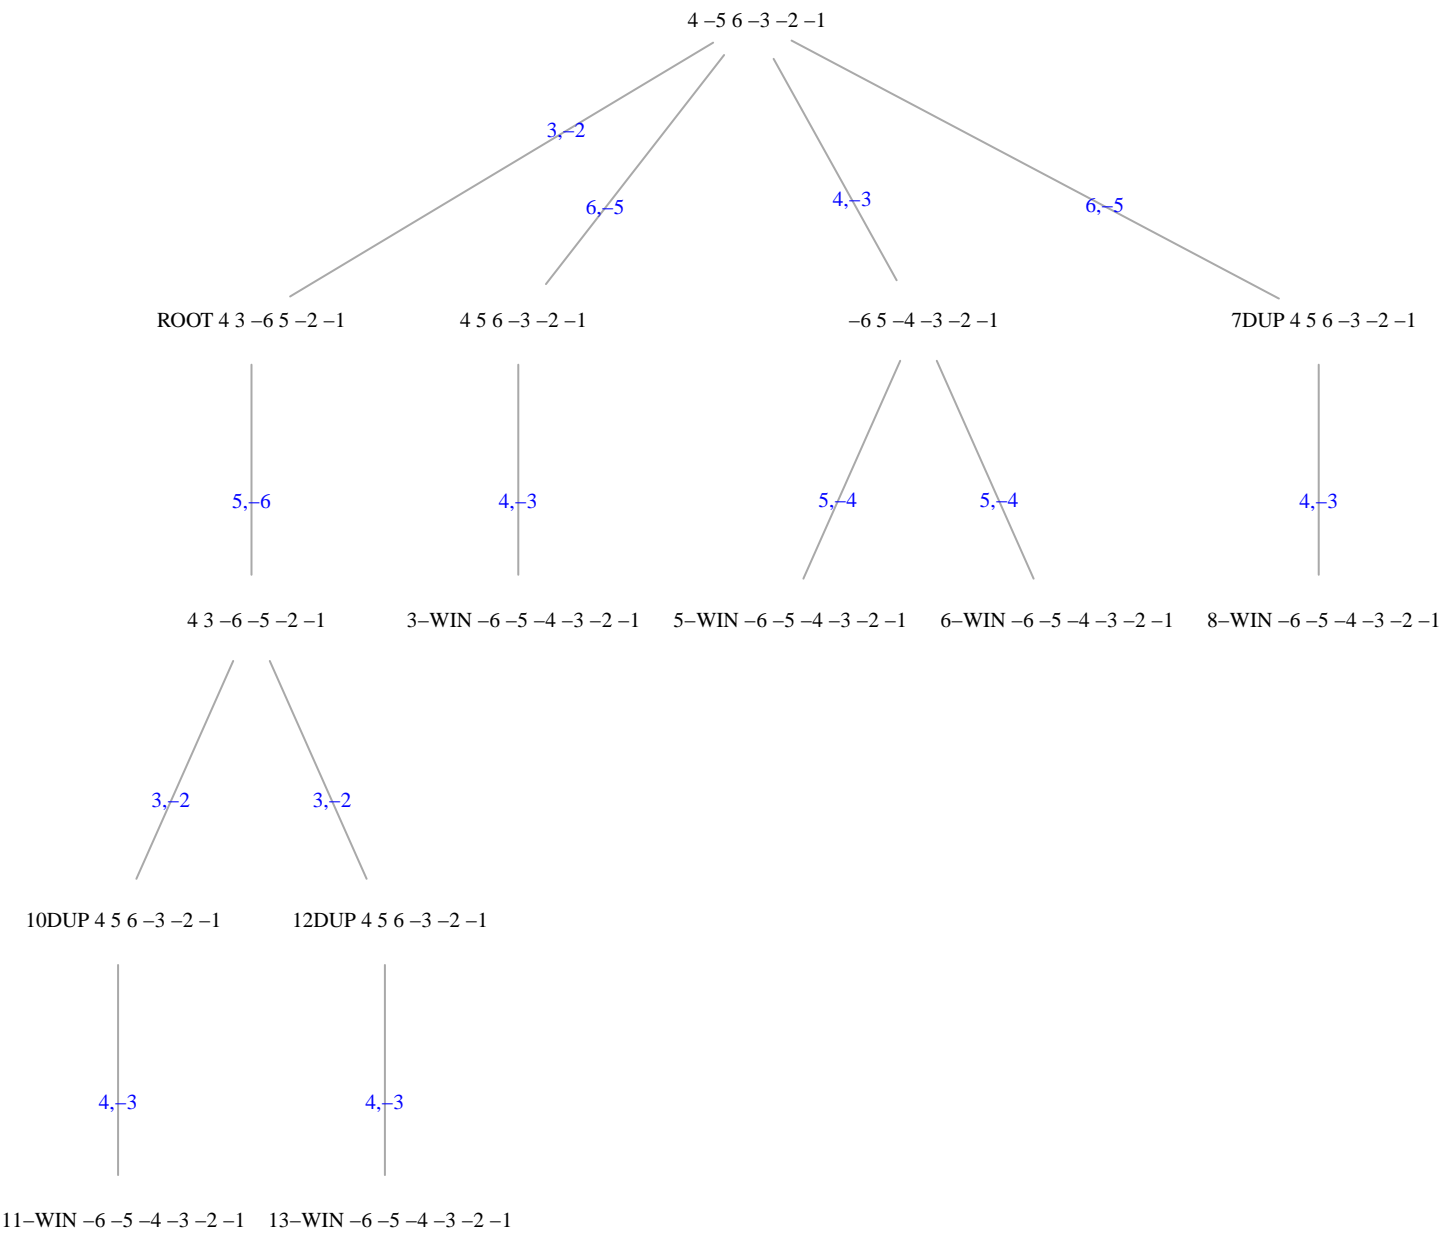 4 –5 6 –3 –2 –1
3,–2
6,–5
4,–3
6,–5
ROOT 4 3 –6 5 –2 –1
4 5 6 –3 –2 –1
–6 5 –4 –3 –2 –1
7DUP 4 5 6 –3 –2 –1
5,–6
4,–3
5,–4
5,–4
4,–3
4 3 –6 –5 –2 –1
3–WIN –6 –5 –4 –3 –2 –1
5–WIN –6 –5 –4 –3 –2 –1
6–WIN –6 –5 –4 –3 –2 –1
8–WIN –6 –5 –4 –3 –2 –1
3,–2
3,–2
10DUP 4 5 6 –3 –2 –1
12DUP 4 5 6 –3 –2 –1
4,–3
4,–3
11–WIN –6 –5 –4 –3 –2 –1
13–WIN –6 –5 –4 –3 –2 –1